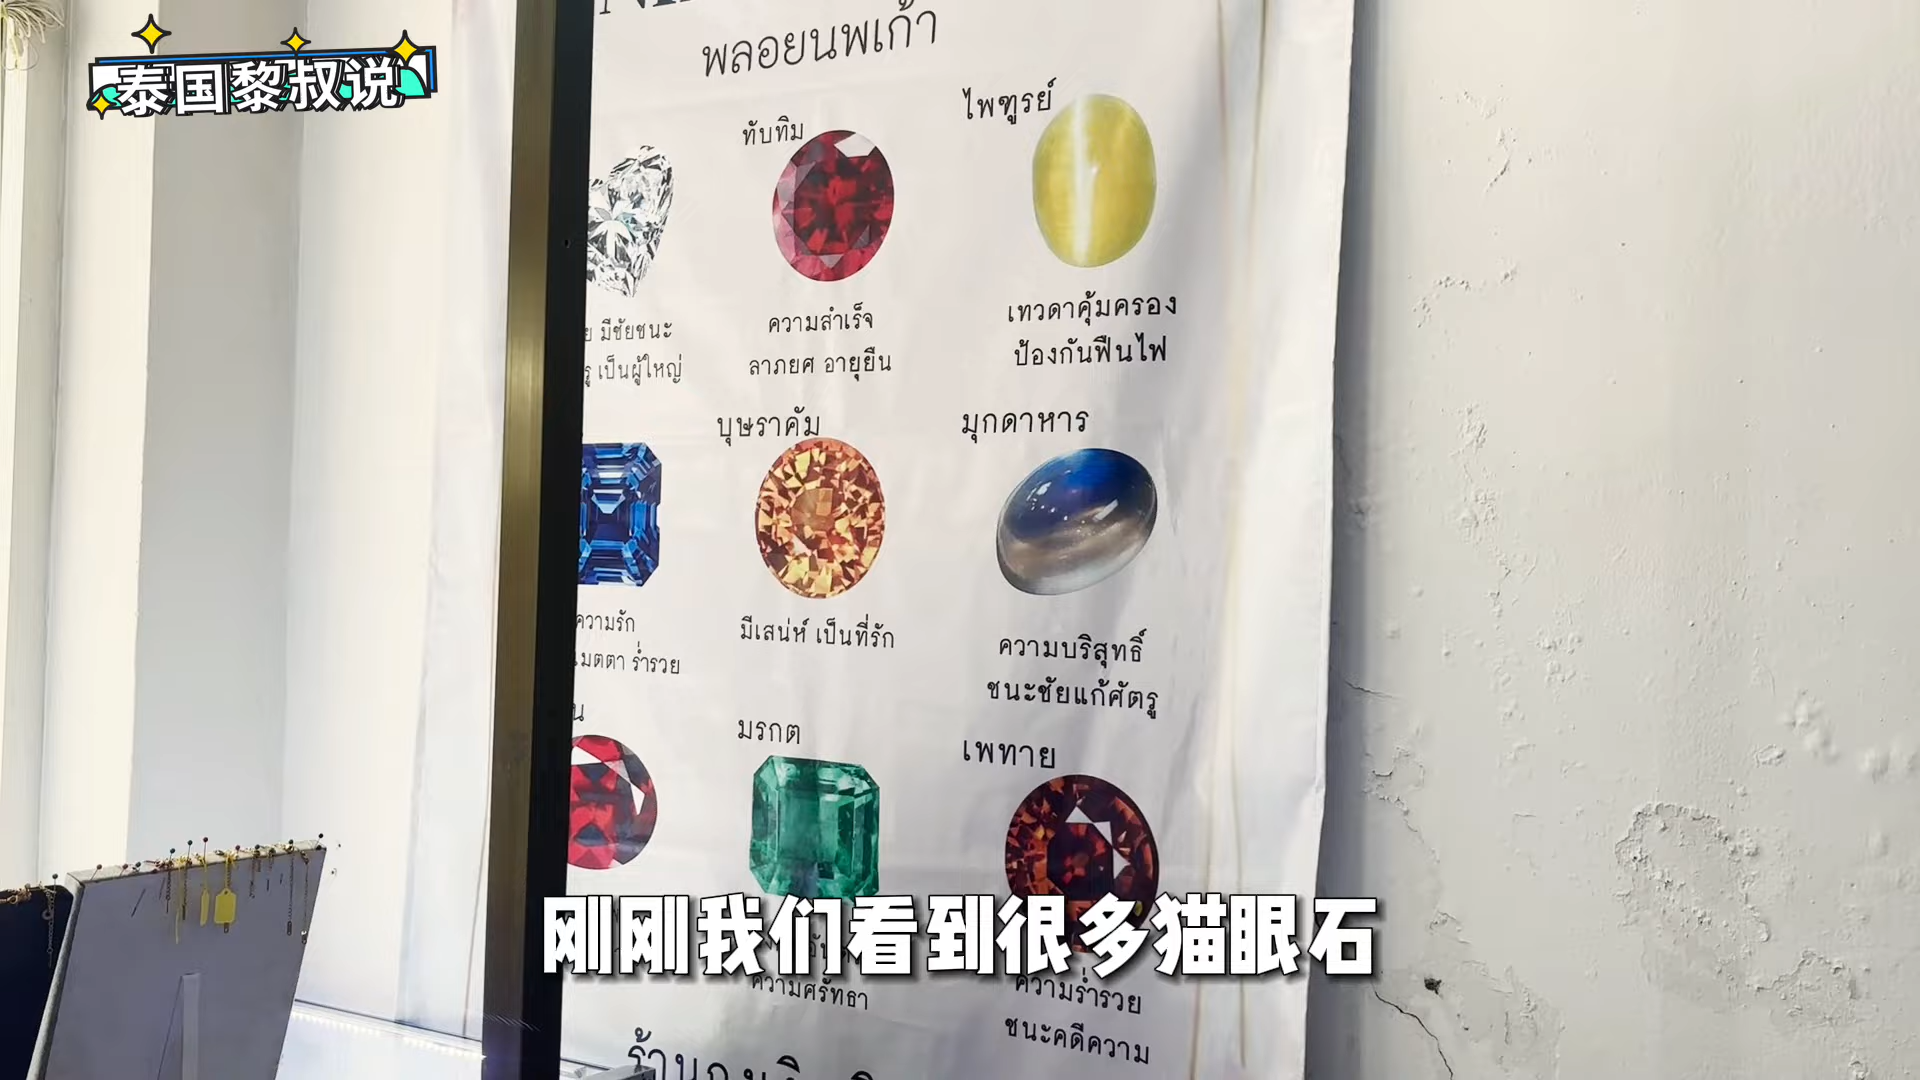 泰国黎叔说
พลอยนพเก้า
ทับทิม
ไพฑูรย์
มีชัยชนะ
เป็นผู้ใหญ่
ความสำเร็จ
ลาภยศ อายุยืน
เทวดาคุ้มครอง
ป้องกันฟืนไฟ
บุษราคัม
มุกดาหาร
ความรัก
ร่ำรวย
มีเสน่ห์ เป็นที่รัก
ความบริสุทธิ์
ชนะชัยแก้ศัตรู
มรกต
เพทาย
刚刚我们看到很多猫眼石
ความศรัทธา
ความร่ำรวย
ชนะคดีความ